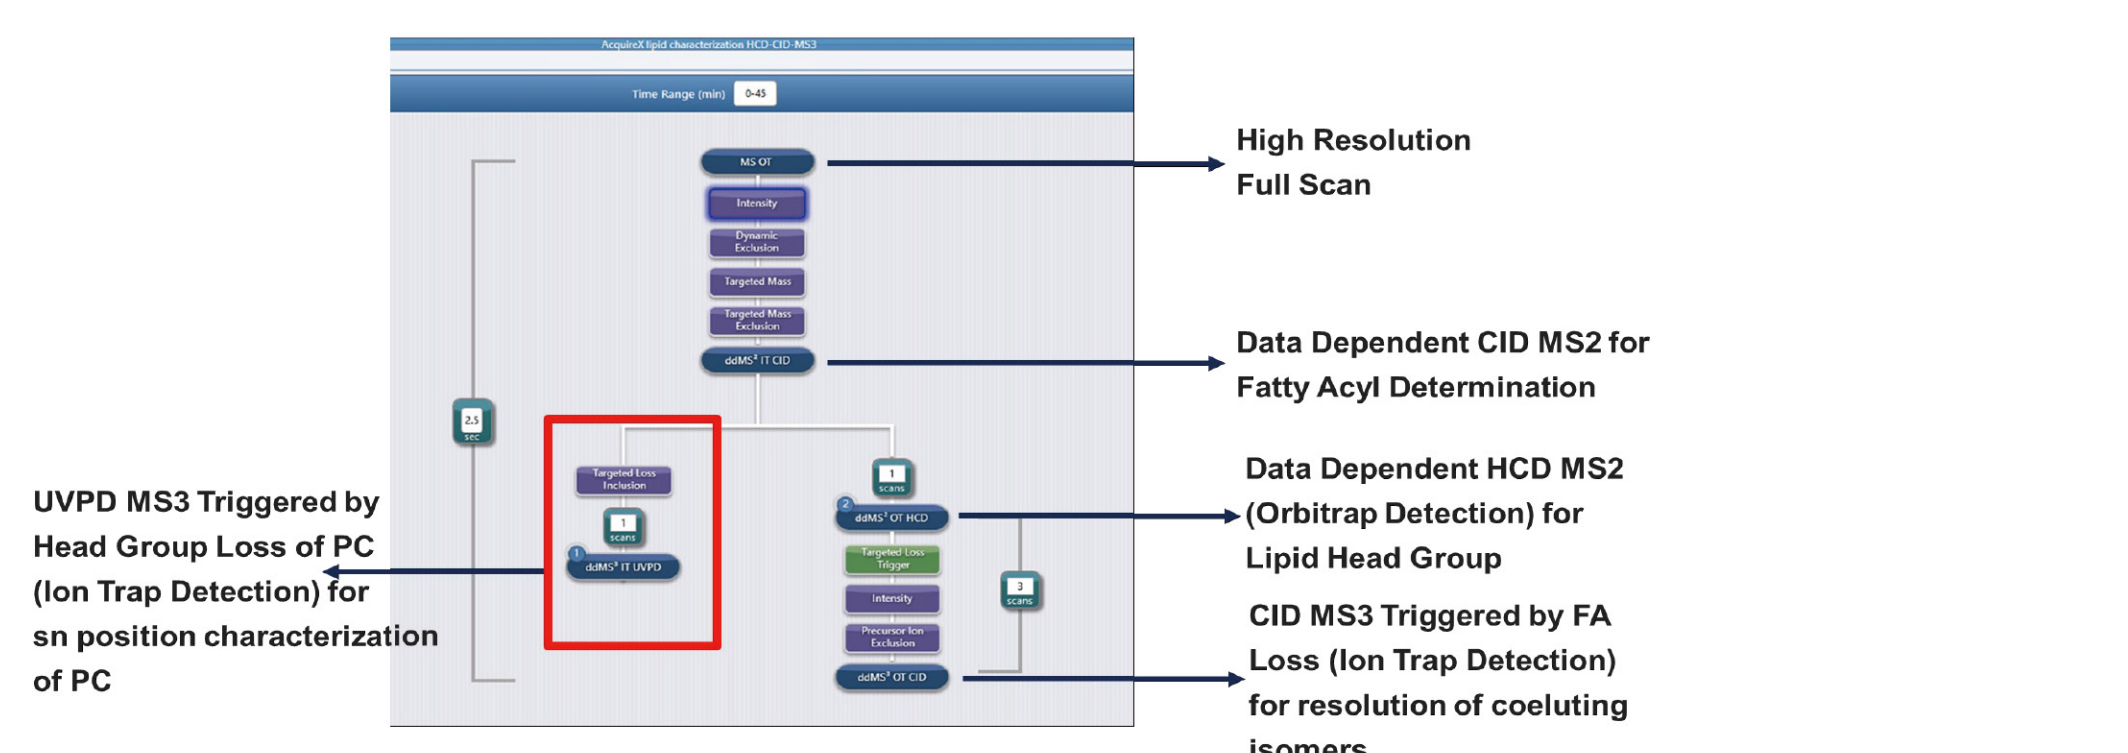 AcquireX lipid characterization HCD-CID-MS3
Time Range (min) 0-45
MS OT
Intensity
Dynamic
Exclusion
Targeted Mass
Targeted Mass
Exclusion
ddMS² IT CID
2.5
sec
Targeted Loss
Inclusion
1
scans
1
ddMS³ IT UVPD
1
scans
2
ddMS² OT HCD
Targeted Loss
Trigger
Intensity
Precursor Ion
Exclusion
3
scans
ddMS³ OT CID
High Resolution
Full Scan
Data Dependent CID MS2 for
Fatty Acyl Determination
Data Dependent HCD MS2
(Orbitrap Detection) for
Lipid Head Group
CID MS3 Triggered by FA
Loss (Ion Trap Detection)
for resolution of coeluting
isomers
UVPD MS3 Triggered by
Head Group Loss of PC
(Ion Trap Detection) for
sn position characterization
of PC